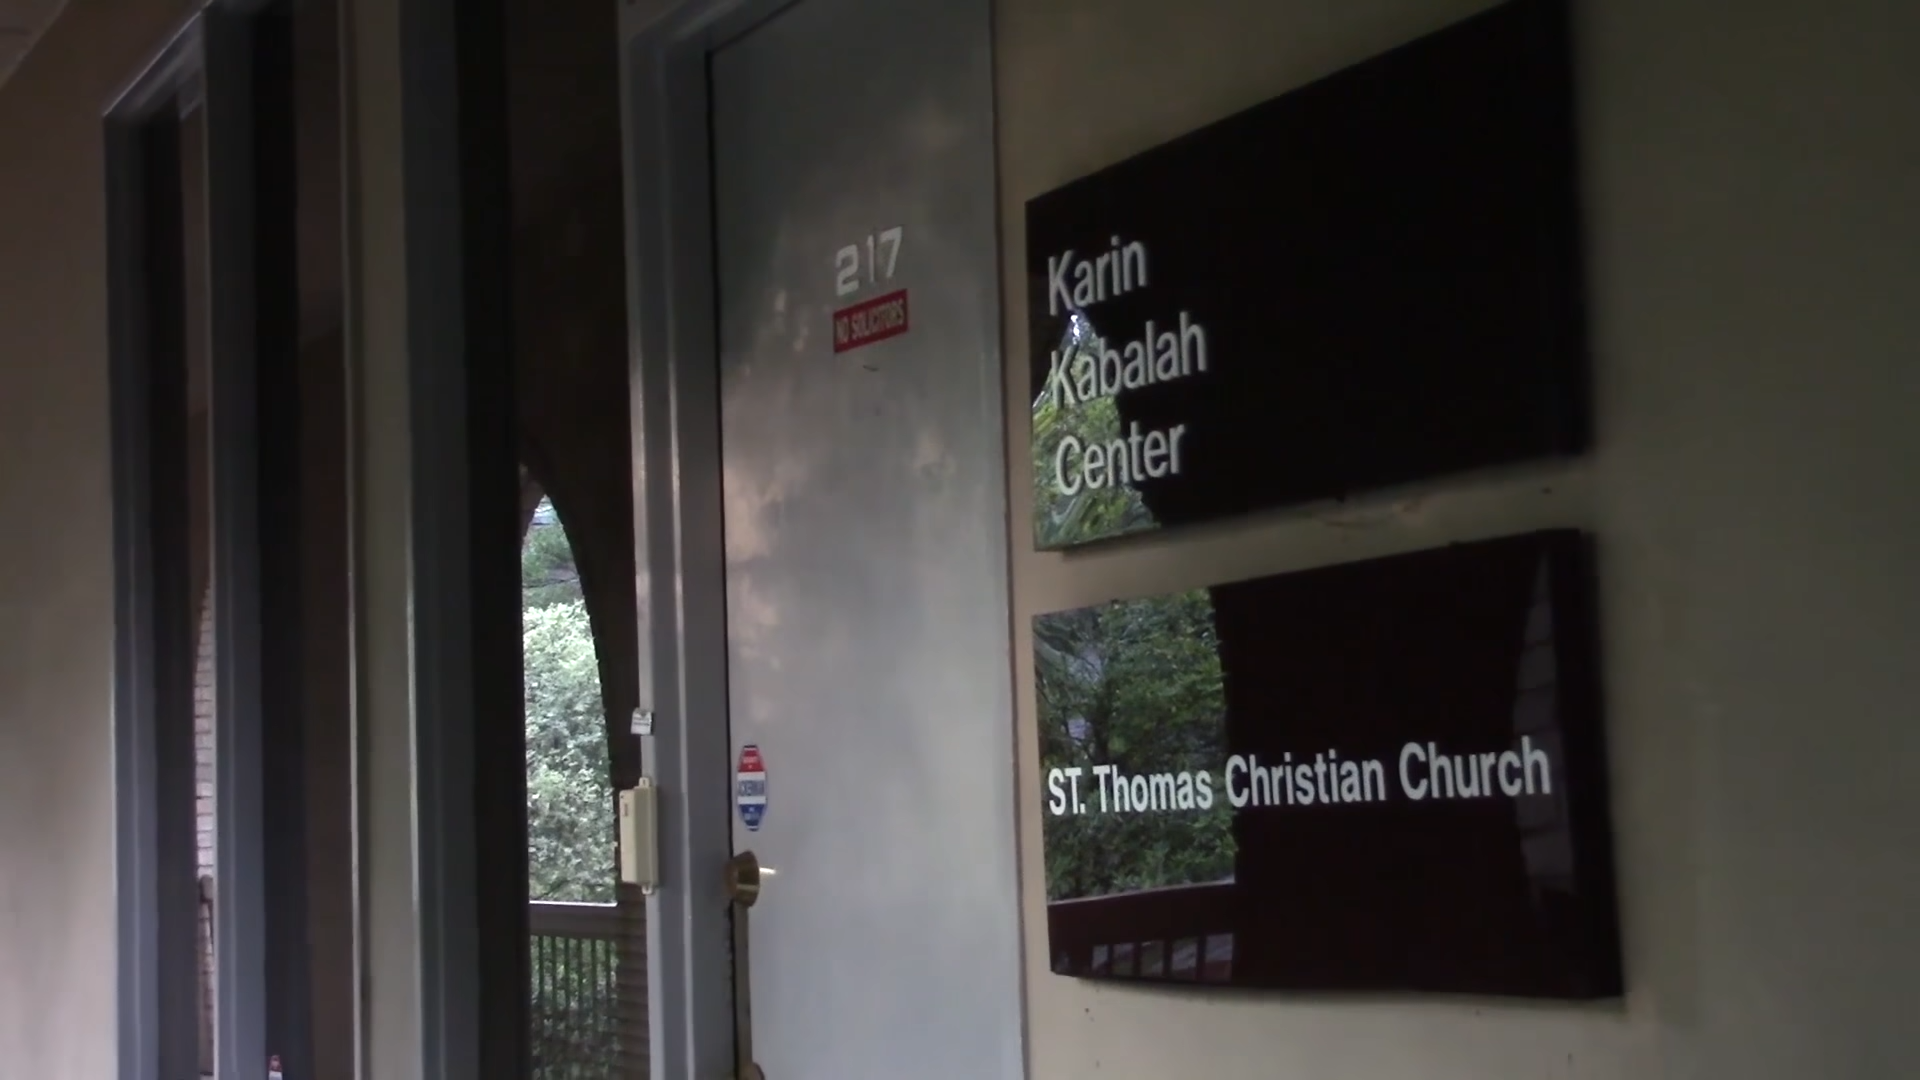 217
NO SOLICITORS
Karin
Kabalah
Center
ST. Thomas Christian Church